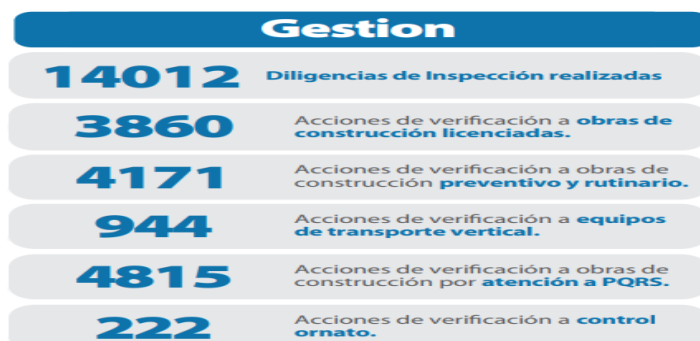 Gestion
14012 Diligencias de Inspección realizadas
3860 Acciones de verificación a obras de
construcción licenciadas.
4171 Acciones de verificación a obras de
construcción preventivo y rutinario.
944 Acciones de verificación a equipos
de transporte vertical.
4815 Acciones de verificación a obras de
construcción por atención a PQRS.
222 Acciones de verificación a control
ornato.